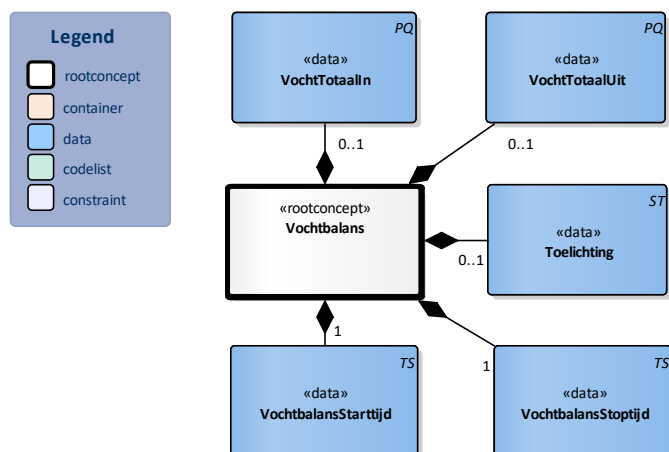 Legend
rootconcept
container
data
codelist
constraint
PQ
«data»
VochtTotaalIn
PQ
«data»
VochtTotaalUit
0..1
0..1
«rootconcept»
Vochtbalans
ST
«data»
Toelichting
0..1
1
1
TS
«data»
VochtbalansStarttijd
TS
«data»
VochtbalansStoptijd